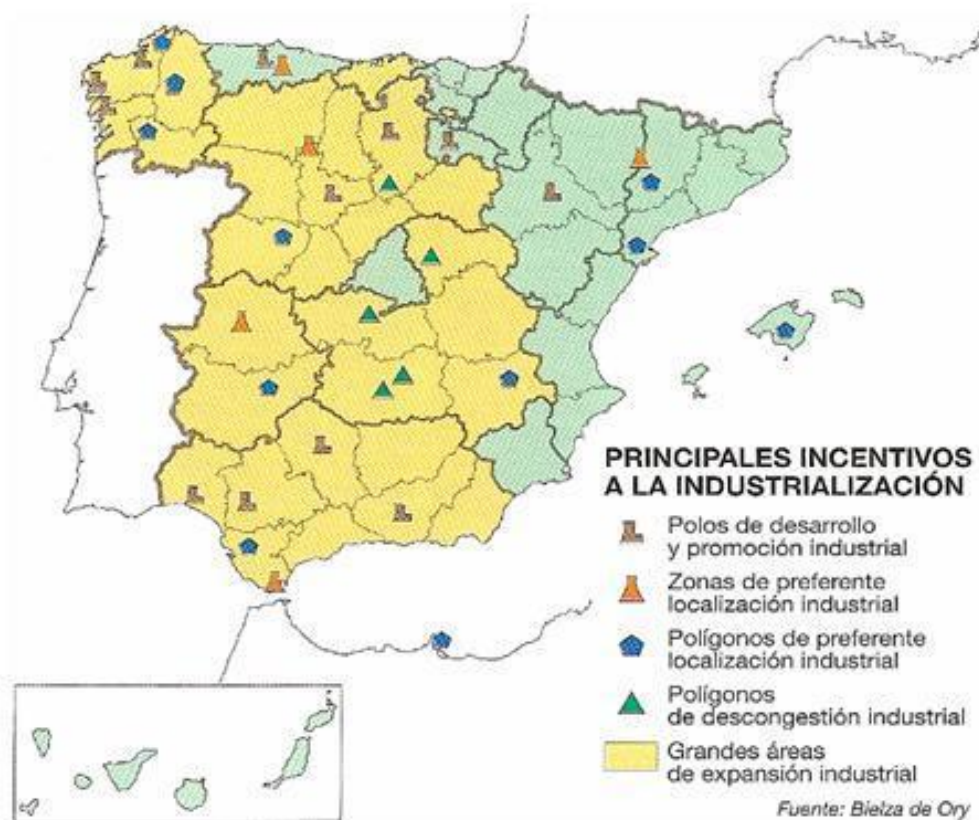 PRINCIPALES INCENTIVOS
A LA INDUSTRIALIZACIÓN
Polos de desarrollo
y promoción industrial
Zonas de preferente
localización industrial
Polígonos de preferente
localización industrial
Polígonos
de descongestión industrial
Grandes áreas
de expansión industrial
Fuente: Bielza de Ory